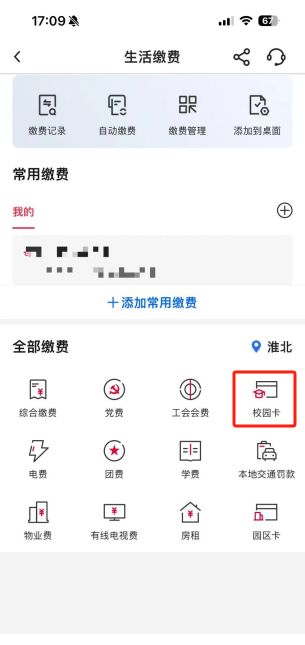 17:09
67
生活缴费
缴费记录 自动缴费 缴费管理 添加到桌面
常用缴费
我的
+添加常用缴费
全部缴费 淮北
综合缴费 党费 工会会费 校园卡
电费 团费 学费 本地交通罚款
物业费 有线电视费 房租 园区卡